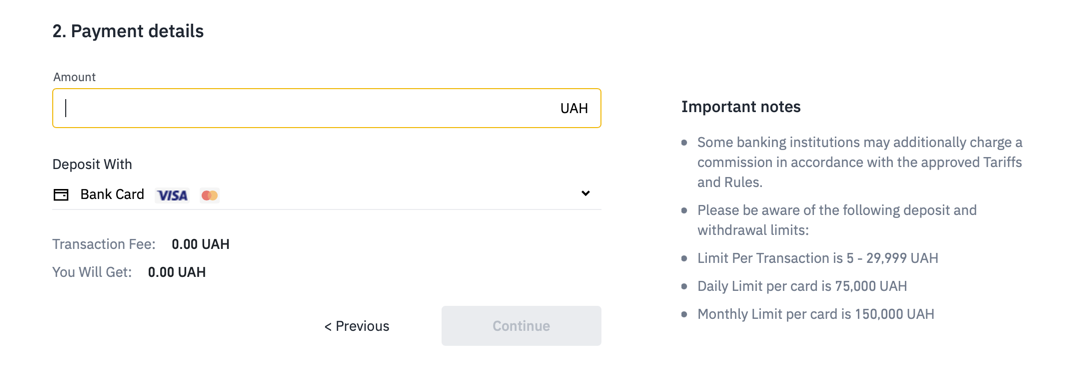 2. Payment details
Amount
UAH
Deposit With
Bank Card VISA
Transaction Fee: 0.00 UAH
You Will Get: 0.00 UAH
< Previous
Continue
Important notes
Some banking institutions may additionally charge a
commission in accordance with the approved Tariffs
and Rules.
Please be aware of the following deposit and
withdrawal limits:
Limit Per Transaction is 5 - 29,999 UAH
Daily Limit per card is 75,000 UAH
Monthly Limit per card is 150,000 UAH